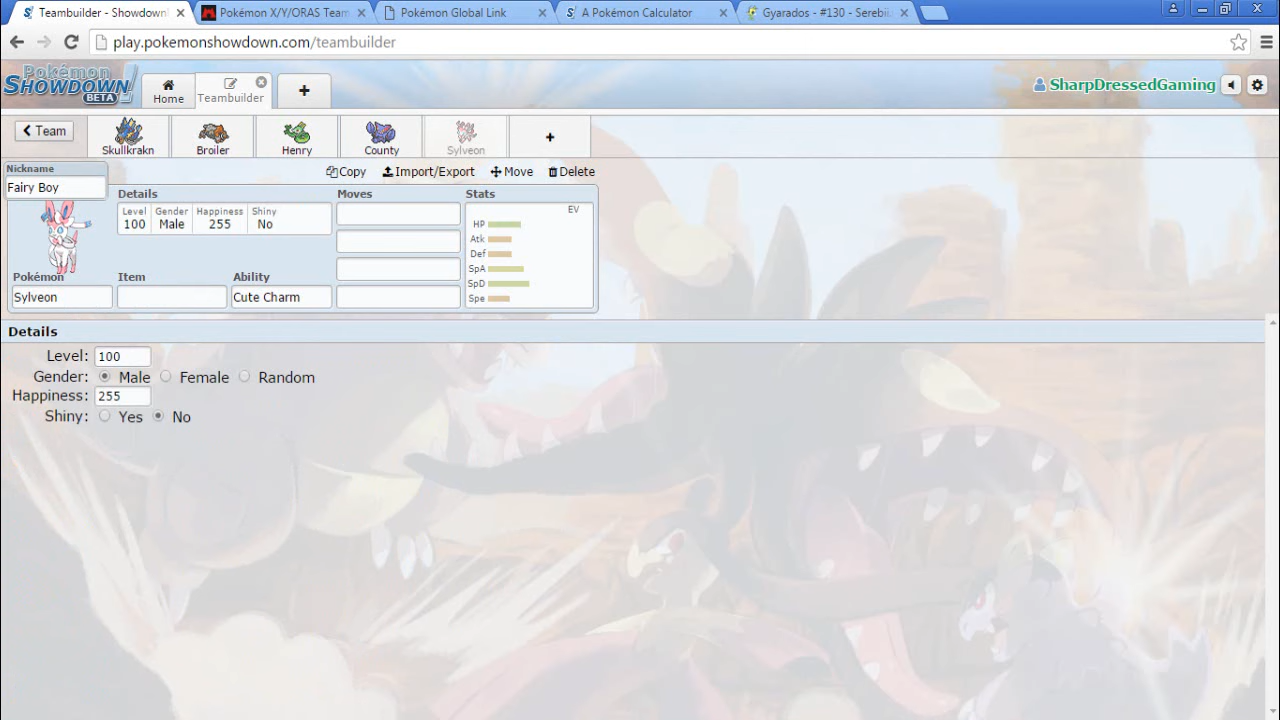 Teambuilder - Showdown!
Pokémon X/Y/ORAS Team
Pokémon Global Link
A Pokémon Calculator
Gyarados - #130 - Serebii.
play.pokemonshowdown.com/teambuilder
Pokémon
SHOWDOWN!
BETA
Home
Teambuilder
+
SharpDressedGaming
Team
Skullkrakn
Broiler
Henry
County
Sylveon
+
Copy
Import/Export
Move
Delete
Nickname
Fairy Boy
Details
Moves
Stats
Level
Gender
Happiness
Shiny
100
Male
255
No
EV
HP
Atk
Def
SpA
SpD
Spe
Pokémon
Item
Ability
Sylveon
Cute Charm
Details
Level: 100
Gender: Male Female Random
Happiness: 255
Shiny: Yes No